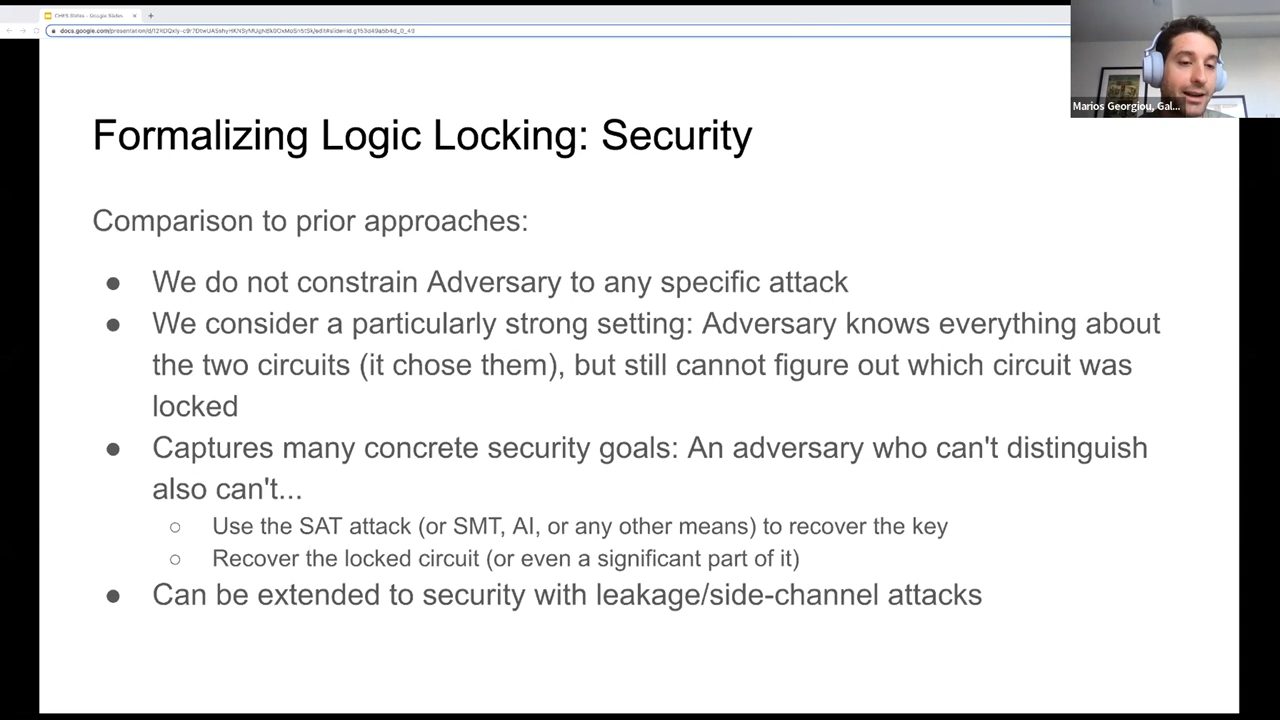 CHES Slides - Google Slides
Marios Georgiou, Gal...
Formalizing Logic Locking: Security
Comparison to prior approaches:
● We do not constrain Adversary to any specific attack
● We consider a particularly strong setting: Adversary knows everything about
the two circuits (it chose them), but still cannot figure out which circuit was
locked
● Captures many concrete security goals: An adversary who can't distinguish
also can't...
○ Use the SAT attack (or SMT, AI, or any other means) to recover the key
○ Recover the locked circuit (or even a significant part of it)
● Can be extended to security with leakage/side-channel attacks